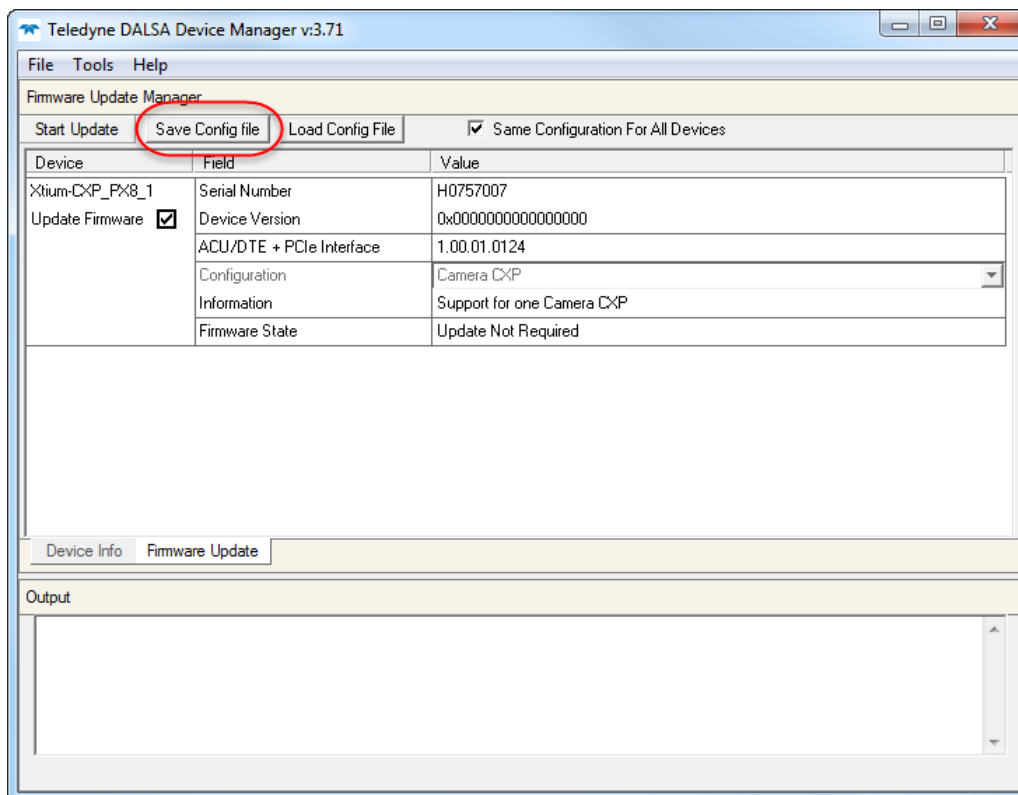 Teledyne DALSA Device Manager v:3.71
File Tools Help
Firmware Update Manager
Start Update Save Config file Load Config File Same Configuration For All Devices
Device Field Value
Xtium-CXP_PX8_1 Serial Number H0757007
Update Firmware Device Version 0x0000000000000000
ACU/DTE + PCIe Interface 1.00.01.0124
Configuration Camera CXP
Information Support for one Camera CXP
Firmware State Update Not Required
Device Info Firmware Update
Output